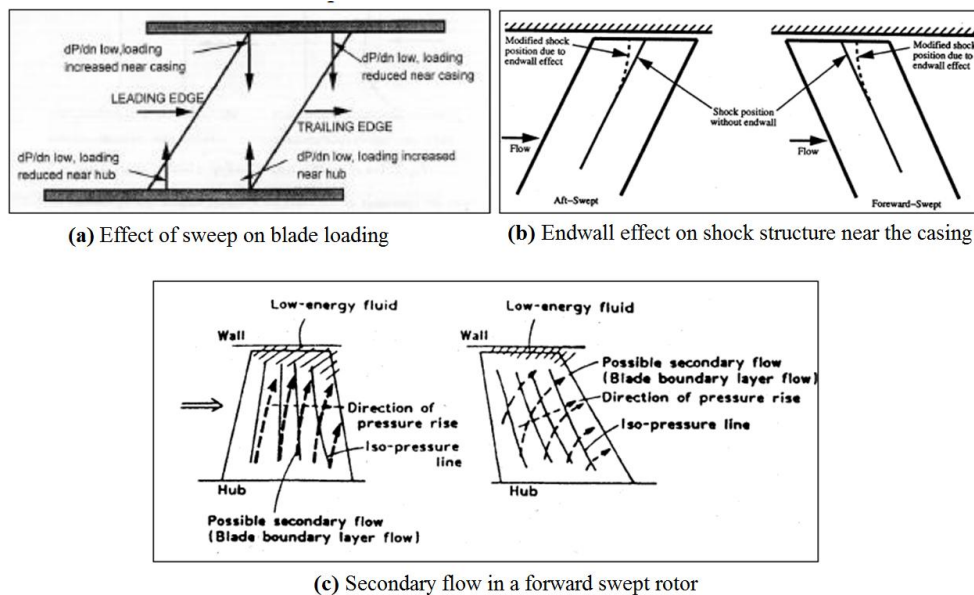 dP/dn low,loading
increased near casing
dP/dn low, loading
reduced near casing
LEADING EDGE
TRAILING EDGE
dP/dn low, loading
reduced near hub
dP/dn low, loading increased
near hub
(a) Effect of sweep on blade loading
Modified shock
position due to
endwall effect
Modified shock
position due to
endwall effect
Shock position
without endwall
Flow
Flow
Aft-Swept
Foreward-Swept
(b) Endwall effect on shock structure near the casing
Low-energy fluid
Wall
Direction of
pressure rise
Iso-pressure
line
Hub
Possible secondary flow
(Blade boundary layer flow)
Low-energy fluid
Wall
Possible secondary flow
(Blade boundary layer flow)
Direction of pressure rise
Iso-pressure line
Hub
(c) Secondary flow in a forward swept rotor